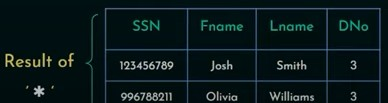 SSN Fname Lname DNo
Result of 123456789 Josh Smith 3
‘ * ‘ 996788211 Olivia Williams 3